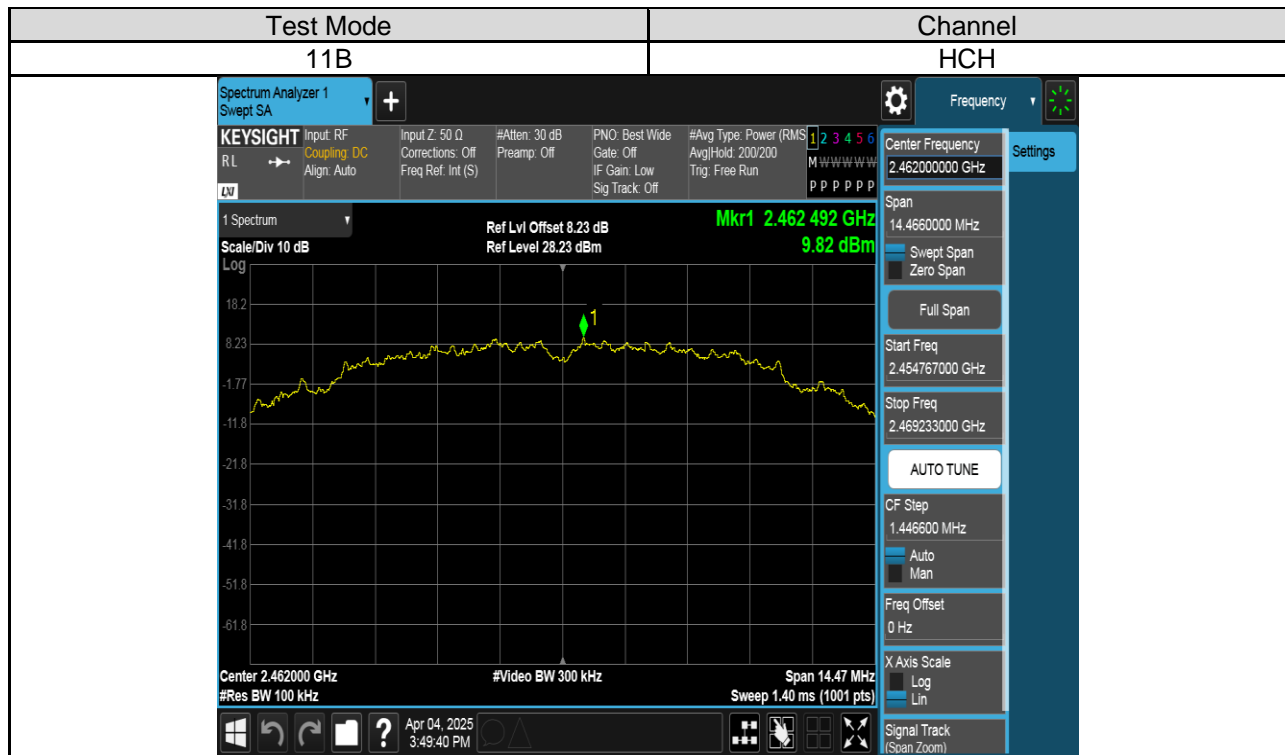 Test Mode Channel
11B HCH
Spectrum Analyzer 1
Swept SA
+
Frequency
KEYSIGHT
RL
LXI
Input: RF
Coupling: DC
Align: Auto
Input Z: 50 Ω
Corrections: Off
Freq Ref: Int (S)
#Atten: 30 dB
Preamp: Off
PNO: Best Wide
Gate: Off
IF Gain: Low
Sig Track: Off
#Avg Type: Power (RMS
Avg|Hold: 200/200
Trig: Free Run
1 2 3 4 5 6
M W W W W W
P P P P P P
1 Spectrum
Scale/Div 10 dB
Log
Ref Lvl Offset 8.23 dB
Ref Level 28.23 dBm
Mkr1 2.462 492 GHz
9.82 dBm
1
18.2
8.23
-1.77
-11.8
-21.8
-31.8
-41.8
-51.8
-61.8
Center 2.462000 GHz
#Res BW 100 kHz
#Video BW 300 kHz
Span 14.47 MHz
Sweep 1.40 ms (1001 pts)
?
Apr 04, 2025
3:49:40 PM
Center Frequency
2.462000000 GHz
Span
14.4660000 MHz
Swept Span
Zero Span
Full Span
Start Freq
2.454767000 GHz
Stop Freq
2.469233000 GHz
AUTO TUNE
CF Step
1.446600 MHz
Auto
Man
Freq Offset
0 Hz
X Axis Scale
Log
Lin
Signal Track
(Span Zoom)
Settings